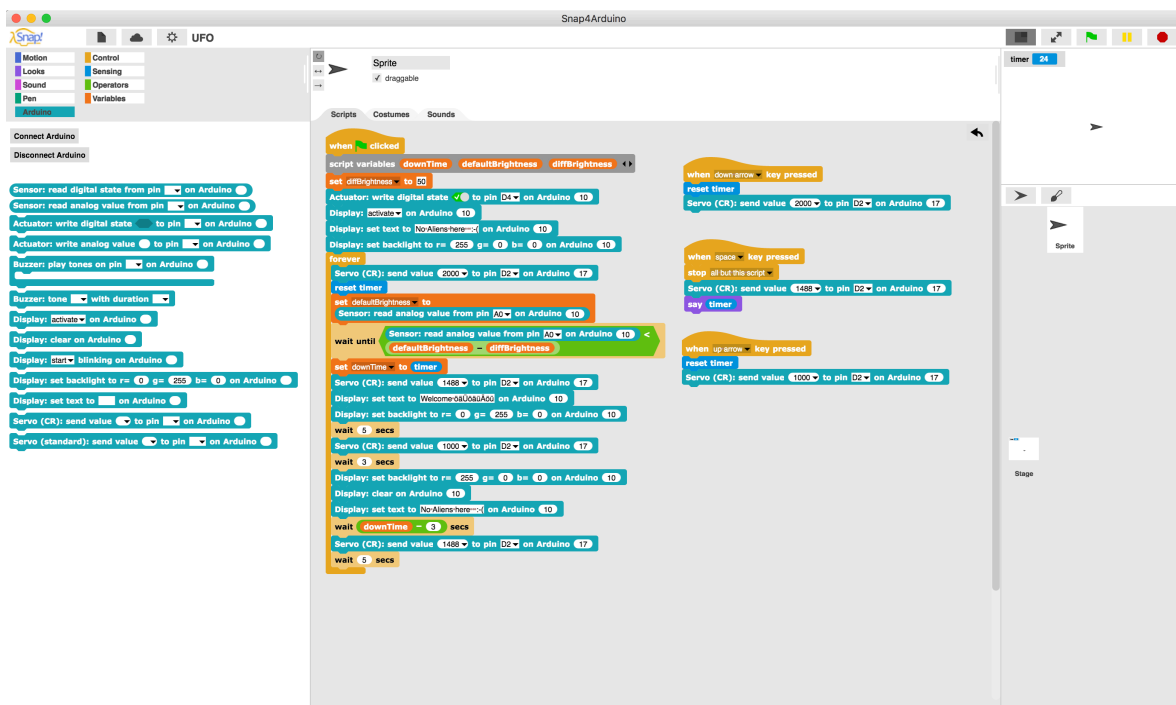 Snap4Arduino
Snap!
UFO
Motion
Looks
Sound
Pen
Arduino
Control
Sensing
Operators
Variables
Connect Arduino
Disconnect Arduino
Sensor: read digital state from pin on Arduino
Sensor: read analog value from pin on Arduino
Actuator: write digital state to pin on Arduino
Actuator: write analog value to pin on Arduino
Buzzer: play tones on pin on Arduino
Buzzer: tone with duration
Display: activate on Arduino
Display: clear on Arduino
Display: start blinking on Arduino
Display: set backlight to r= 0 g= 255 b= 0 on Arduino
Display: set text to on Arduino
Servo (CR): send value to pin on Arduino
Servo (standard): send value to pin on Arduino
Sprite
draggable
Scripts Costumes Sounds
when clicked
script variables downTime defaultBrightness diffBrightness
set diffBrightness to 50
Actuator: write digital state to pin D4 on Arduino 10
Display: activate on Arduino 10
Display: set text to No·Aliens·here on Arduino 10
Display: set backlight to r= 255 g= 0 b= 0 on Arduino 10
forever
Servo (CR): send value 2000 to pin D2 on Arduino 17
reset timer
set defaultBrightness to
Sensor: read analog value from pin A0 on Arduino 10
wait until Sensor: read analog value from pin A0 on Arduino 10 <
defaultBrightness − diffBrightness
set downTime to timer
Servo (CR): send value 1488 to pin D2 on Arduino 17
Display: set text to on Arduino 10
Display: set backlight to r= 0 g= 255 b= 0 on Arduino 10
wait 5 secs
Servo (CR): send value 1000 to pin D2 on Arduino 17
wait 3 secs
Display: set backlight to r= 255 g= 0 b= 0 on Arduino 10
Display: clear on Arduino 10
Display: set text to No·Aliens·here on Arduino 10
wait downTime − 3 secs
Servo (CR): send value 1488 to pin D2 on Arduino 17
wait 5 secs
when down arrow key pressed
reset timer
Servo (CR): send value 2000 to pin D2 on Arduino 17
when space key pressed
stop all but this script
Servo (CR): send value 1488 to pin D2 on Arduino 17
say timer
when up arrow key pressed
reset timer
Servo (CR): send value 1000 to pin D2 on Arduino 17
timer 24
Sprite
Stage